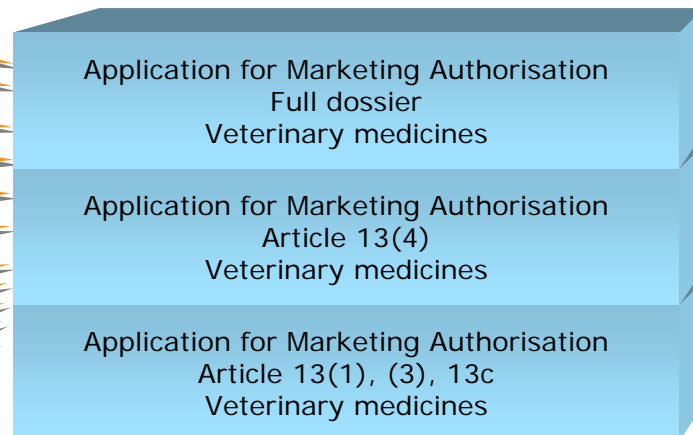 Application for Marketing Authorisation
Full dossier
Veterinary medicines
Application for Marketing Authorisation
Article 13(4)
Veterinary medicines
Application for Marketing Authorisation
Article 13(1), (3), 13c
Veterinary medicines